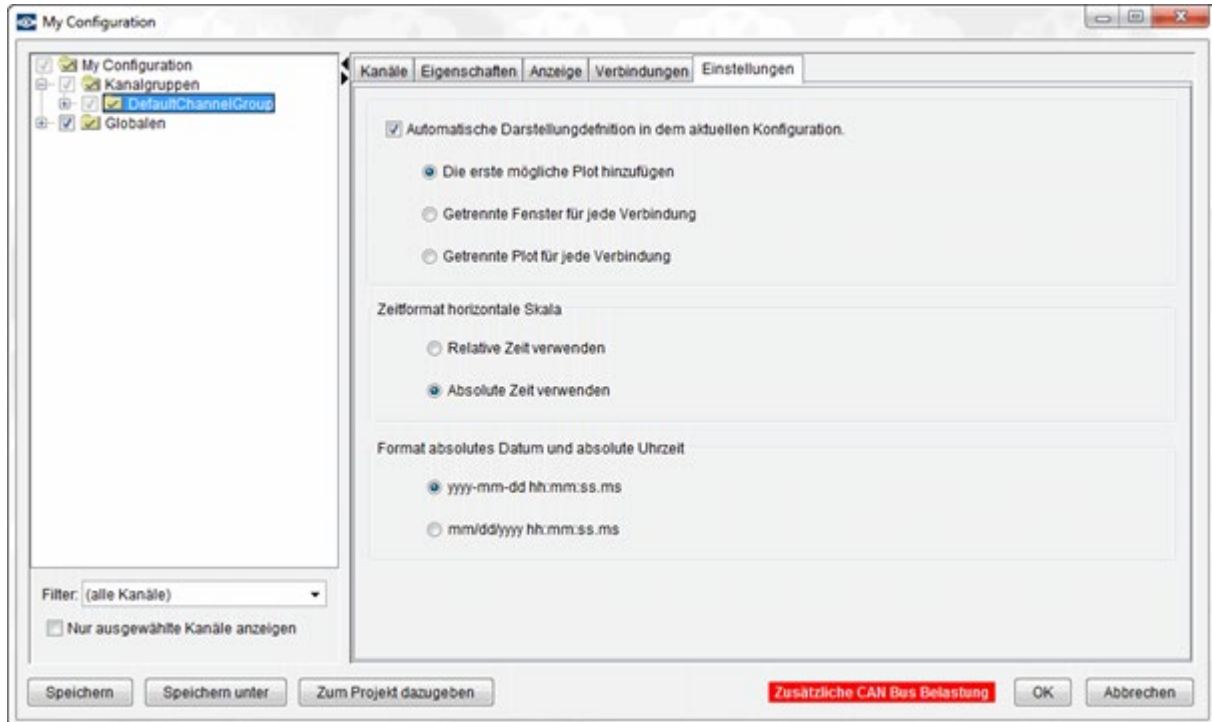 My Configuration
My Configuration
Kanalgruppen
DefaultChannelGroup
Globalen
Filter: (alle Kanäle)
Nur ausgewählte Kanäle anzeigen
Kanäle Eigenschaften Anzeige Verbindungen Einstellungen
Automatische Darstellungdefnition in dem aktuellen Konfiguration.
Die erste mögliche Plot hinzufügen
Getrennte Fenster für jede Verbindung
Getrennte Plot für jede Verbindung
Zeitformat horizontale Skala
Relative Zeit verwenden
Absolute Zeit verwenden
Format absolutes Datum und absolute Uhrzeit
yyyy-mm-dd hh:mm:ss.ms
mm/dd/yyyy hh:mm:ss.ms
Speichern Speichern unter Zum Projekt dazugeben Zusätzliche CAN Bus Belastung OK Abbrechen